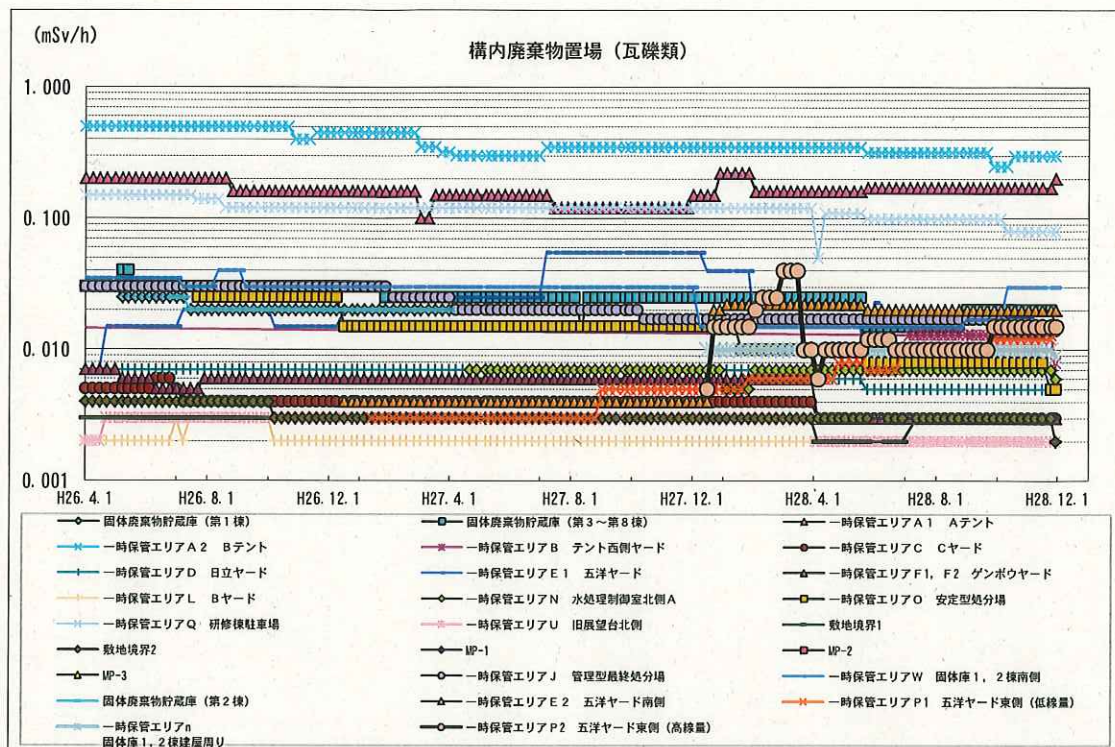 (mSv/h)
構内廃棄物置場（瓦礫類）
1.000
0.100
0.010
0.001
H26.4.1 H26.8.1 H26.12.1 H27.4.1 H27.8.1 H27.12.1 H28.4.1 H28.8.1 H28.12.1
固体廃棄物貯蔵庫（第１棟） 固体廃棄物貯蔵庫（第３～第８棟） 一時保管エリアＡ１ Ａテント
一時保管エリアＡ２ Ｂテント 一時保管エリアＢ テント西側ヤード 一時保管エリアＣ Ｃヤード
一時保管エリアＤ 日立ヤード 一時保管エリアＥ１ 五洋ヤード 一時保管エリアF1，F2 ゲンボウヤード
一時保管エリアＬ Ｂヤード 一時保管エリアＮ 水処理制御室北側Ａ 一時保管エリアＯ 安定型処分場
一時保管エリアＱ 研修棟駐車場 一時保管エリアＵ 旧展望台北側 敷地境界1
敷地境界2 MP-1 MP-2
MP-3 一時保管エリアＪ 管理型最終処分場 一時保管エリアＷ 固体庫１，２棟南側
固体廃棄物貯蔵庫（第２棟） 一時保管エリアＥ２ 五洋ヤード南側 一時保管エリアＰ１ 五洋ヤード東側（低線量）
一時保管エリアn 一時保管エリアＰ２ 五洋ヤード東側（高線量）
固体庫1,2棟建屋周り